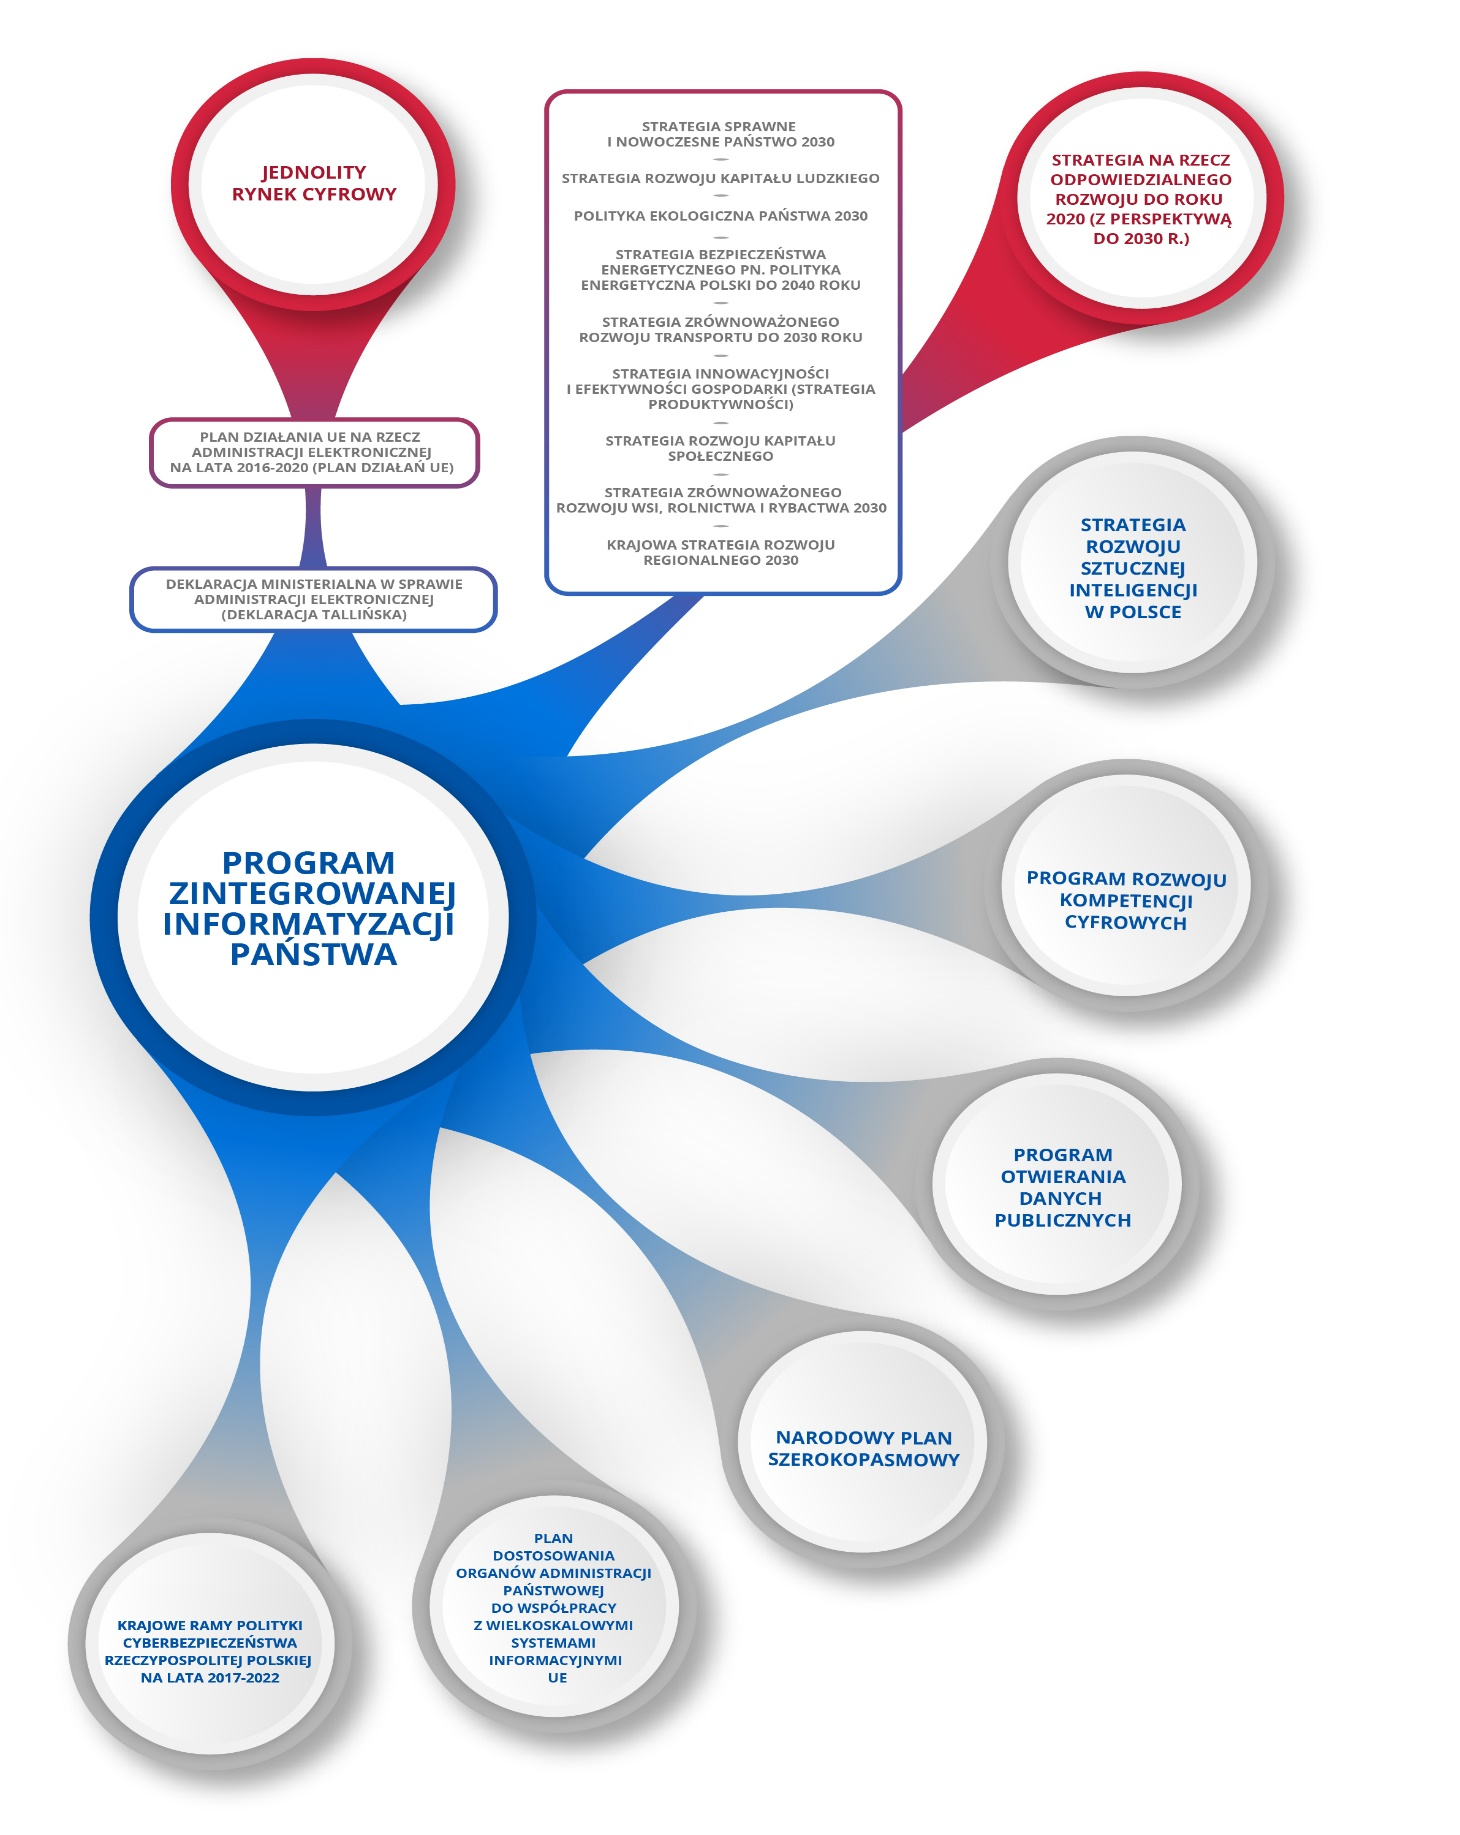 JEDNOLITY
RYNEK CYFROWY
PLAN DZIAŁANIA UE NA RZECZ
ADMINISTRACJI ELEKTRONICZNEJ
NA LATA 2016-2020 (PLAN DZIAŁAŃ UE)
DEKLARACJA MINISTERIALNA W SPRAWIE
ADMINISTRACJI ELEKTRONICZNEJ
(DEKLARACJA TALLIŃSKA)
STRATEGIA SPRAWNE
I NOWOCZESNE PAŃSTWO 2030
STRATEGIA ROZWOJU KAPITAŁU LUDZKIEGO
POLITYKA EKOLOGICZNA PAŃSTWA 2030
STRATEGIA BEZPIECZEŃSTWA
ENERGETYCZNEGO PN. POLITYKA
ENERGETYCZNA POLSKI DO 2040 ROKU
STRATEGIA ZRÓWNOWAŻONEGO
ROZWOJU TRANSPORTU DO 2030 ROKU
STRATEGIA INNOWACYJNOŚCI
I EFEKTYWNOŚCI GOSPODARKI (STRATEGIA
PRODUKTYWNOŚCI)
STRATEGIA ROZWOJU KAPITAŁU
SPOŁECZNEGO
STRATEGIA ZRÓWNOWAŻONEGO
ROZWOJU WSI, ROLNICTWA I RYBACTWA 2030
KRAJOWA STRATEGIA ROZWOJU
REGIONALNEGO 2030
STRATEGIA NA RZECZ
ODPOWIEDZIALNEGO
ROZWOJU DO ROKU
2020 (Z PERSPEKTYWĄ
DO 2030 R.)
STRATEGIA
ROZWOJU
SZTUCZNEJ
INTELIGENCJI
W POLSCE
PROGRAM
ZINTEGROWANEJ
INFORMATYZACJI
PAŃSTWA
PROGRAM ROZWOJU
KOMPETENCJI
CYFROWYCH
PROGRAM
OTWIERANIA
DANYCH
PUBLICZNYCH
NARODOWY PLAN
SZEROKOPASMOWY
PLAN
DOSTOSOWANIA
ORGANÓW ADMINISTRACJI
PAŃSTWOWEJ
DO WSPÓŁPRACY
Z WIELKOSKALOWYMI
SYSTEMAMI
INFORMACYJNYMI
UE
KRAJOWE RAMY POLITYKI
CYBERBEZPIECZEŃSTWA
RZECZYPOSPOLITEJ POLSKIEJ
NA LATA 2017-2022